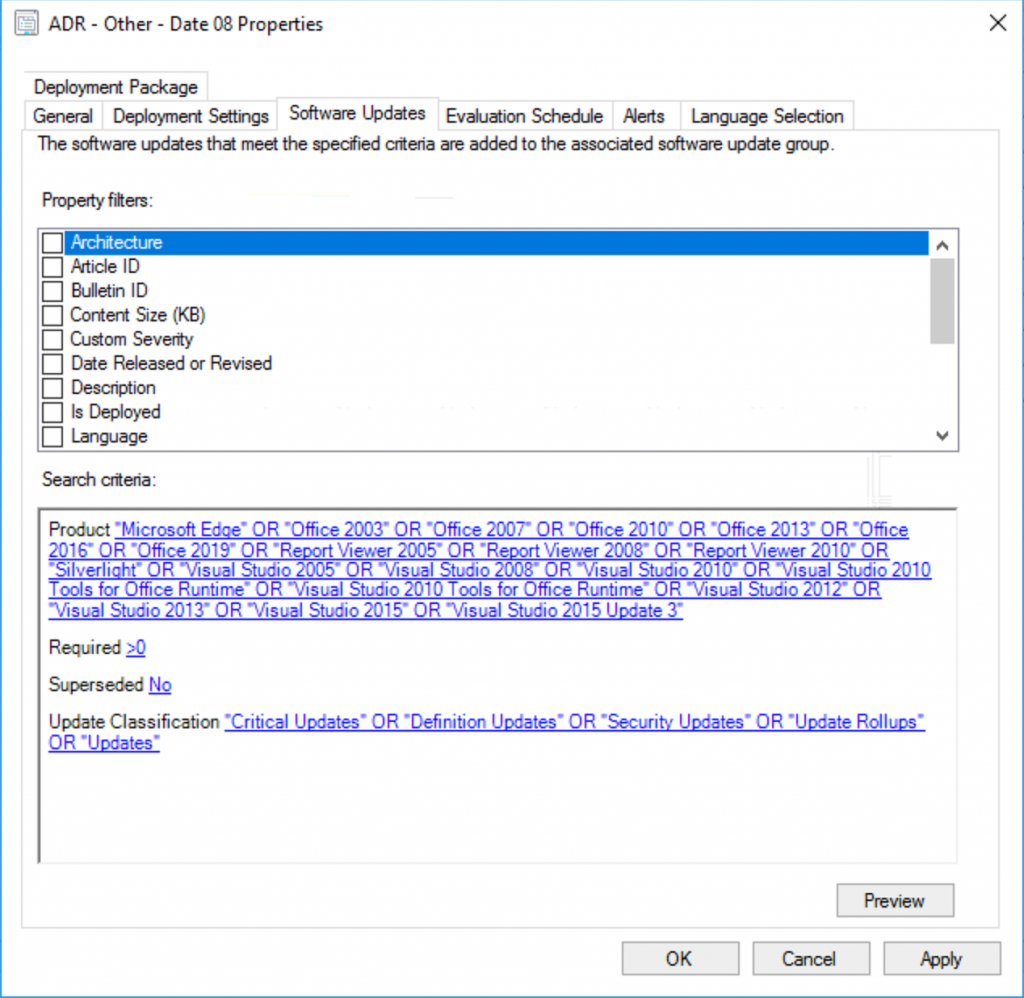 ADR - Other - Date 08 Properties
Deployment Package
General Deployment Settings Software Updates Evaluation Schedule Alerts Language Selection
The software updates that meet the specified criteria are added to the associated software update group.
Property filters:
Architecture
Article ID
Bulletin ID
Content Size (KB)
Custom Severity
Date Released or Revised
Description
Is Deployed
Language
Search criteria:
Product "Microsoft Edge" OR "Office 2003" OR "Office 2007" OR "Office 2010" OR "Office 2013" OR "Office
2016" OR "Office 2019" OR "Report Viewer 2005" OR "Report Viewer 2008" OR "Report Viewer 2010" OR
"Silverlight" OR "Visual Studio 2005" OR "Visual Studio 2008" OR "Visual Studio 2010" OR "Visual Studio 2010
Tools for Office Runtime" OR "Visual Studio 2010 Tools for Office Runtime" OR "Visual Studio 2012" OR
"Visual Studio 2013" OR "Visual Studio 2015" OR "Visual Studio 2015 Update 3"
Required >0
Superseded No
Update Classification "Critical Updates" OR "Definition Updates" OR "Security Updates" OR "Update Rollups"
OR "Updates"
Preview
OK Cancel Apply